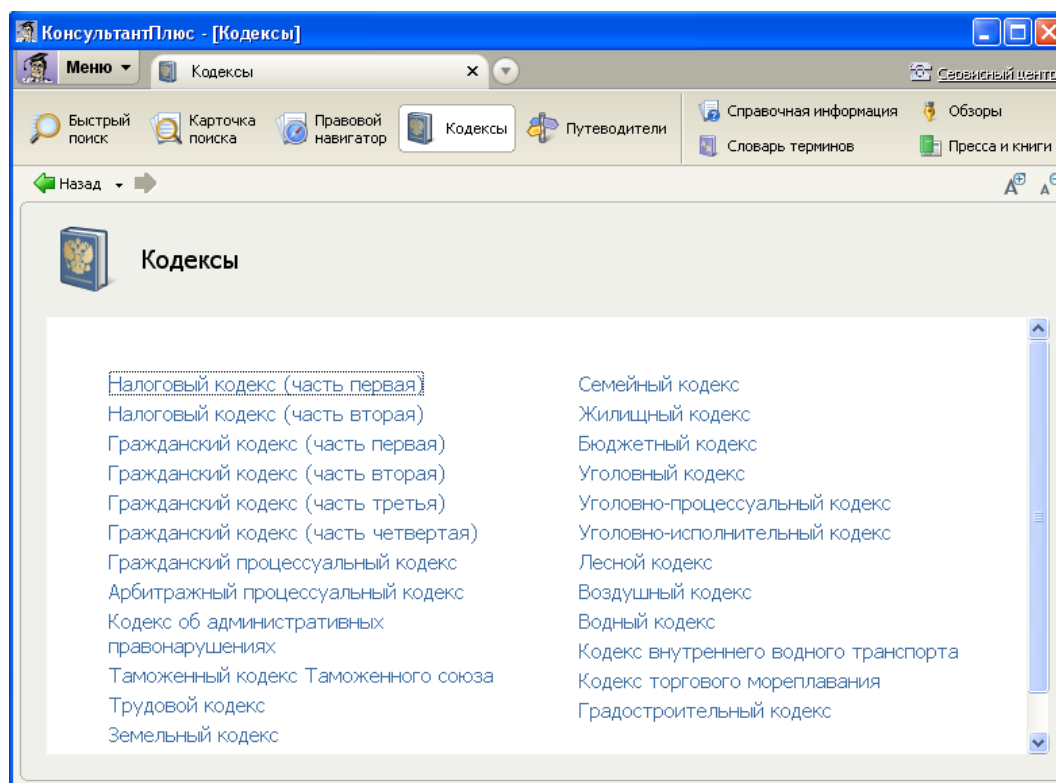 КонсультантПлюс - [Кодексы]
Меню
Кодексы
Сервисный центр
Быстрый поиск
Карточка поиска
Правовой навигатор
Кодексы
Путеводители
Справочная информация
Обзоры
Словарь терминов
Пресса и книги
Назад
Кодексы
Налоговый кодекс (часть первая)
Налоговый кодекс (часть вторая)
Гражданский кодекс (часть первая)
Гражданский кодекс (часть вторая)
Гражданский кодекс (часть третья)
Гражданский кодекс (часть четвертая)
Гражданский процессуальный кодекс
Арбитражный процессуальный кодекс
Кодекс об административных
правонарушениях
Таможенный кодекс Таможенного союза
Трудовой кодекс
Земельный кодекс
Семейный кодекс
Жилищный кодекс
Бюджетный кодекс
Уголовный кодекс
Уголовно-процессуальный кодекс
Уголовно-исполнительный кодекс
Лесной кодекс
Воздушный кодекс
Водный кодекс
Кодекс внутреннего водного транспорта
Кодекс торгового мореплавания
Градостроительный кодекс